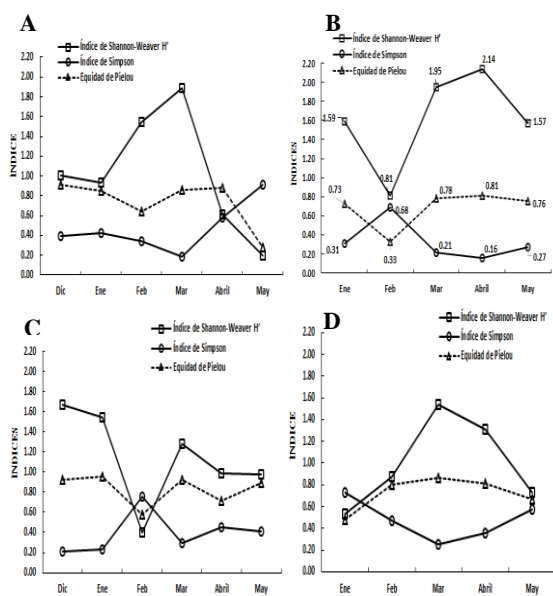 A
Índice de Shannon-Weaver H'
Índice de Simpson
Equidad de Pielou
INDICE
2.20
2.00
1.80
1.60
1.40
1.20
1.00
0.80
0.60
0.40
0.20
0.00
Dic Ene Feb Mar Abril May
B
Índice de Shannon-Weaver H'
Índice de Simpson
Equidad de Pielou
INDICES
2.20
2.00
1.80
1.60
1.40
1.20
1.00
0.80
0.60
0.40
0.20
0.00
1.59
0.81
1.95
2.14
1.57
0.73
0.33
0.78
0.81
0.76
0.31
0.68
0.21
0.16
0.27
Ene Feb Mar Abril May
C
Índice de Shannon-Weaver H'
Índice de Simpson
Equidad de Pielou
INDICES
2.20
2.00
1.80
1.60
1.40
1.20
1.00
0.80
0.60
0.40
0.20
0.00
Dic Ene Feb Mar Abril May
D
Índice de Shannon-Weaver H'
Índice de Simpson
Equidad de Pielou
INDICE
2.20
2.00
1.80
1.60
1.40
1.20
1.00
0.80
0.60
0.40
0.20
0.00
Ene Feb Mar Abril May